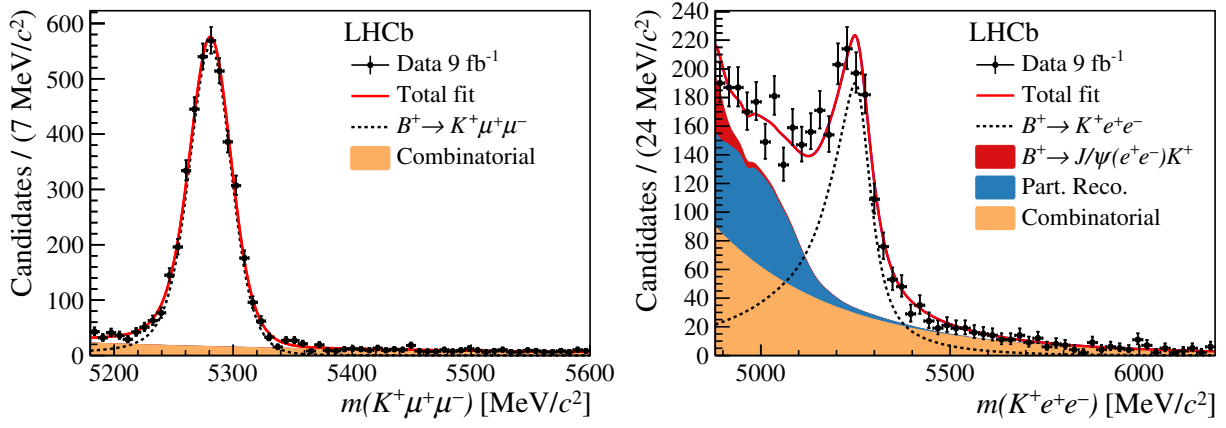 Candidates / (7 MeV/c²)
600
500
400
300
200
100
0
LHCb
Data 9 fb⁻¹
Total fit
B⁺ → K⁺μ⁺μ⁻
Combinatorial
5200 5300 5400 5500 5600
m(K⁺μ⁺μ⁻) [MeV/c²]
Candidates / (24 MeV/c²)
240
220
200
180
160
140
120
100
80
60
40
20
0
LHCb
Data 9 fb⁻¹
Total fit
B⁺ → K⁺e⁺e⁻
B⁺ → J/ψ(e⁺e⁻)K⁺
Part. Reco.
Combinatorial
5000 5500 6000
m(K⁺e⁺e⁻) [MeV/c²]